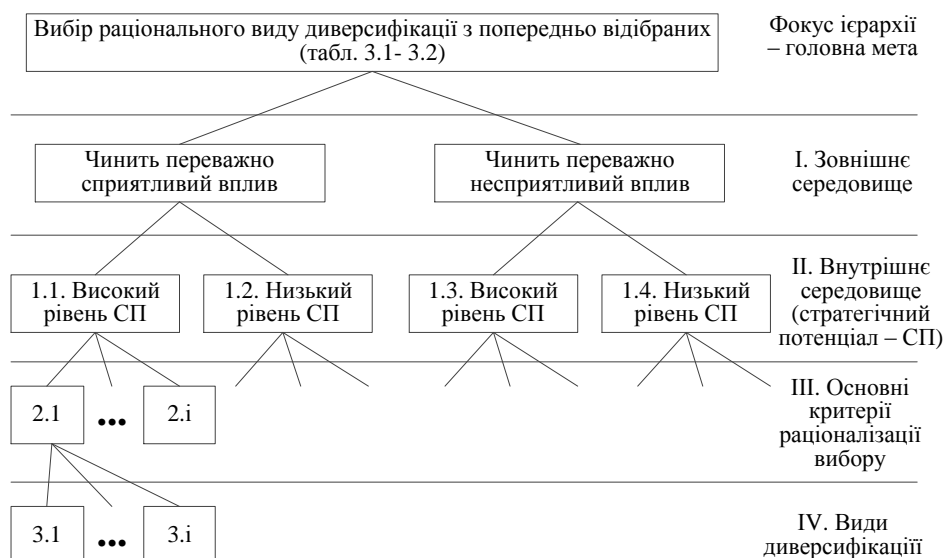 Вибір раціонального виду диверсифікації з попередньо відібраних
(табл. 3.1- 3.2)
Фокус ієрархії
– головна мета
Чинить переважно
сприятливий вплив
Чинить переважно
несприятливий вплив
I. Зовнішнє
середовище
1.1. Високий
рівень СП
1.2. Низький
рівень СП
1.3. Високий
рівень СП
1.4. Низький
рівень СП
II. Внутрішнє
середовище
(стратегічний
потенціал – СП)
2.1
...
2.i
III. Основні
критерії
раціоналізації
вибору
3.1
...
3.i
IV. Види
диверсифікаціїї